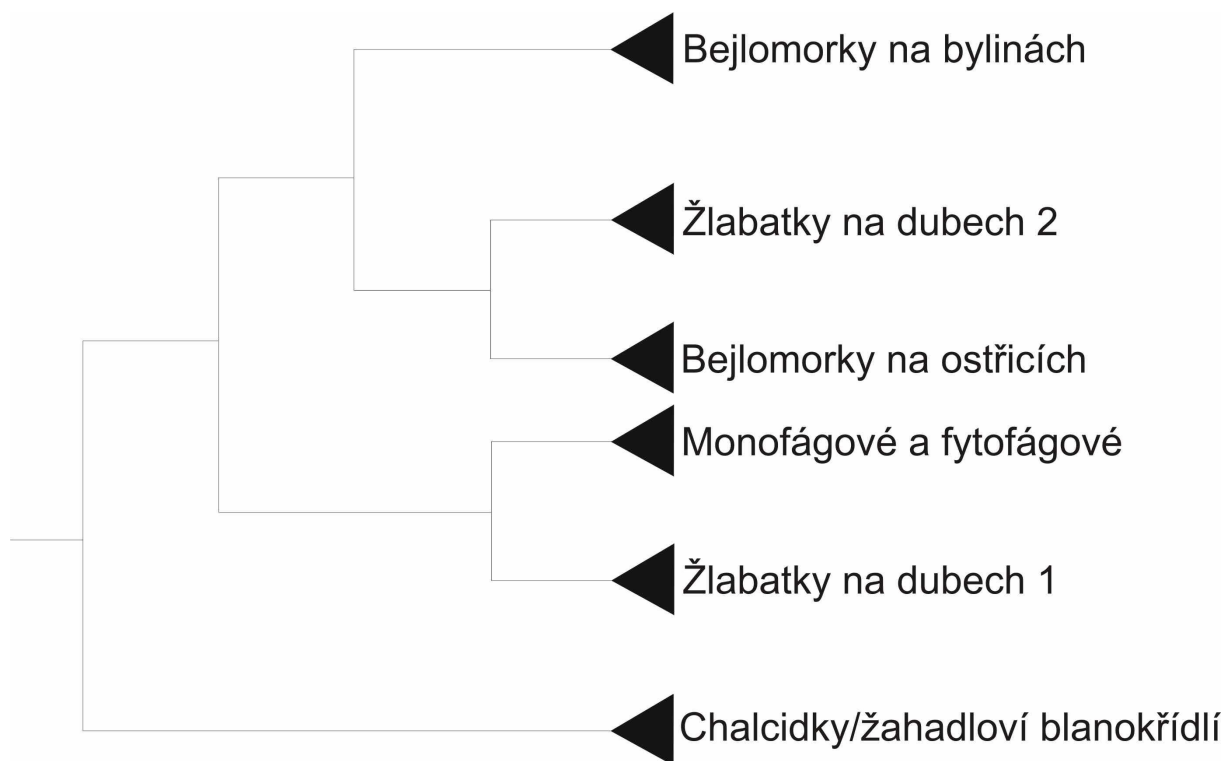 Bejlomorky na bylinách
Žlabatky na dubech 2
Bejlomorky na ostřicích
Monofágové a fytofágové
Žlabatky na dubech 1
Chalcidky/žahadloví blanokřídlí